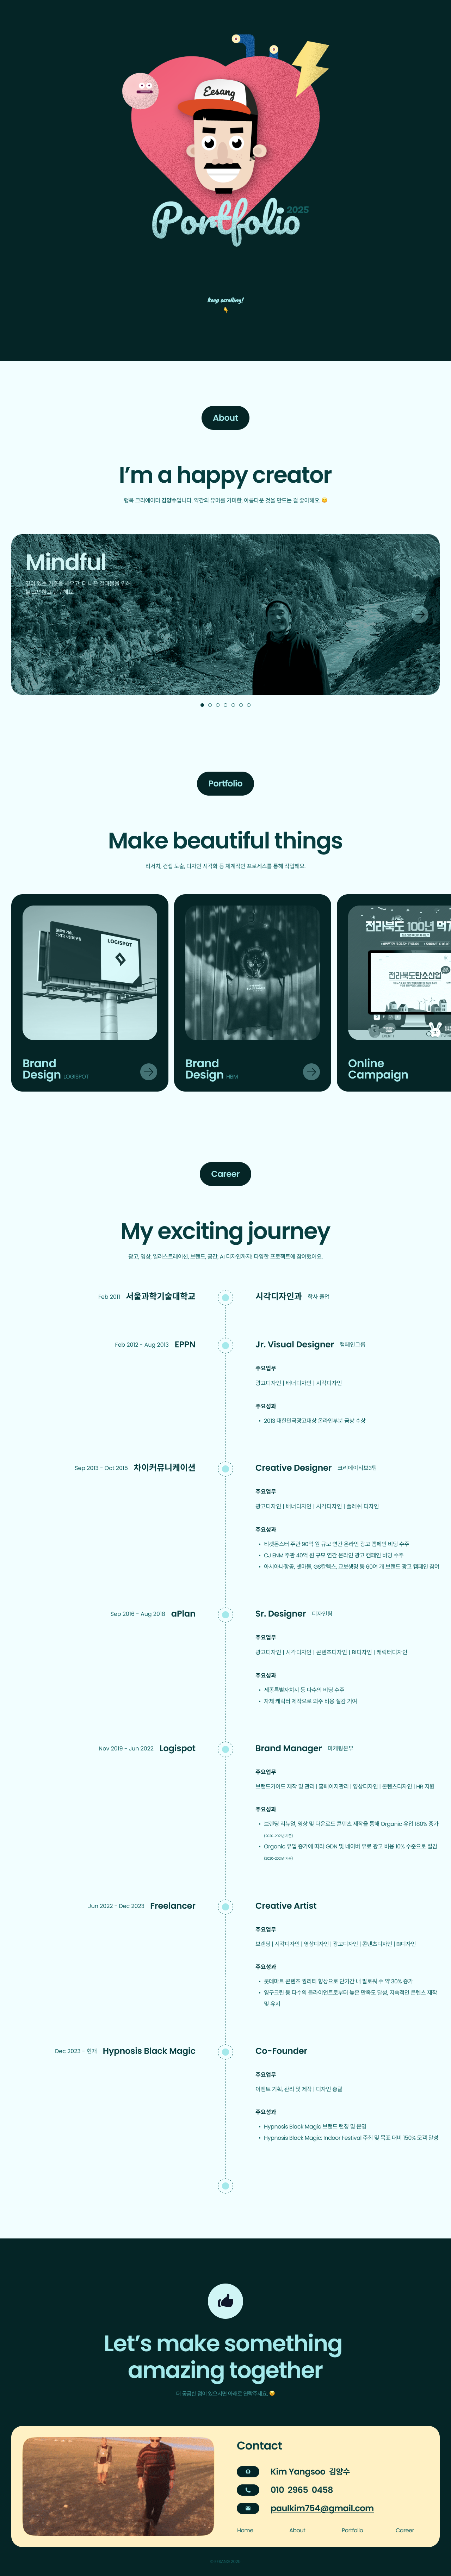 Eesang
Portfolio 2025
Keep scrolling!
About
I'm a happy creator
행복 크리에이터 김양수입니다. 약간의 유머를 가미한, 아름다운 것을 만드는 걸 좋아해요. 😊
Mindful
Portfolio
Make beautiful things
리서치, 컨셉 도출, 디자인 시각화 등 체계적인 프로세스를 통해 작업해요.
LOGISPOT
Brand
Design LOGISPOT
Brand
Design HBM
전라북도 100년 먹기
전라북도탄소산업
Online
Campaign
Career
My exciting journey
광고, 영상, 일러스트레이션, 브랜드, 공간, AI 디자인까지! 다양한 프로젝트에 참여했어요.
Feb 2011 서울과학기술대학교
시각디자인과 학사 졸업
Feb 2012 - Aug 2013 EPPN
Jr. Visual Designer 캠페인그룹
주요업무
광고디자인 | 배너디자인 | 시각디자인
주요성과
• 2013 대한민국광고대상 온라인부분 금상 수상
Sep 2013 - Oct 2015 차이커뮤니케이션
Creative Designer 크리에이티브3팀
주요업무
광고디자인 | 배너디자인 | 시각디자인 | 플래쉬 디자인
주요성과
• 티켓몬스터 주관 90억 원 규모 연간 온라인 광고 캠페인 비딩 수주
• CJ ENM 주관 40억 원 규모 연간 온라인 광고 캠페인 비딩 수주
• 아시아나항공, 넷마블, GS칼텍스, 교보생명 등 60여 개 브랜드 광고 캠페인 참여
Sep 2016 - Aug 2018 aPlan
Sr. Designer 디자인팀
주요업무
광고디자인 | 시각디자인 | 콘텐츠디자인 | BI디자인 | 캐릭터디자인
주요성과
• 세종특별자치시 등 다수의 비딩 수주
• 자체 캐릭터 제작으로 외주 비용 절감 기여
Nov 2019 - Jun 2022 Logispot
Brand Manager 마케팅본부
주요업무
브랜드가이드 제작 및 관리 | 홈페이지관리 | 영상디자인 | 콘텐츠디자인 | HR 지원
주요성과
• 브랜딩 리뉴얼, 영상 및 다운로드 콘텐츠 제작을 통해 Organic 유입 180% 증가
• Organic 유입 증가에 따라 GDN 및 네이버 유료 광고 비용 10% 수준으로 절감
Jun 2022 - Dec 2023 Freelancer
Creative Artist
주요업무
브랜딩 | 시각디자인 | 영상디자인 | 광고디자인 | 콘텐츠디자인 | BI디자인
주요성과
• 롯데마트 콘텐츠 퀄리티 향상으로 단기간 내 팔로워 수 약 30% 증가
• 영구크린 등 다수의 클라이언트로부터 높은 만족도 달성, 지속적인 콘텐츠 제작
및 유지
Dec 2023 - 현재 Hypnosis Black Magic
Co-Founder
주요업무
이벤트 기획, 관리 및 제작 | 디자인 총괄
주요성과
• Hypnosis Black Magic 브랜드 런칭 및 운영
• Hypnosis Black Magic: Indoor Festival 주최 및 목표 대비 150% 모객 달성
Let's make something
amazing together
더 궁금한 점이 있으시면 아래로 연락주세요. 😊
Contact
Kim Yangsoo 김양수
010 2965 0458
paulkim754@gmail.com
Home About Portfolio Career